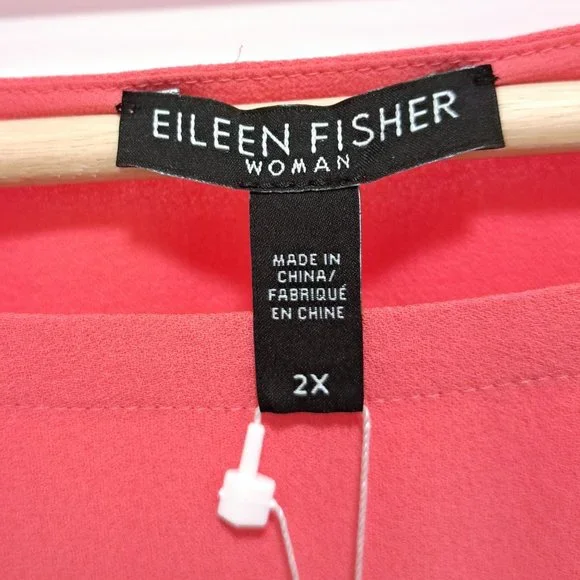 EILEEN FISHER
WOMAN
MADE IN
CHINA/
FABRIQUÉ
EN CHINE
2X